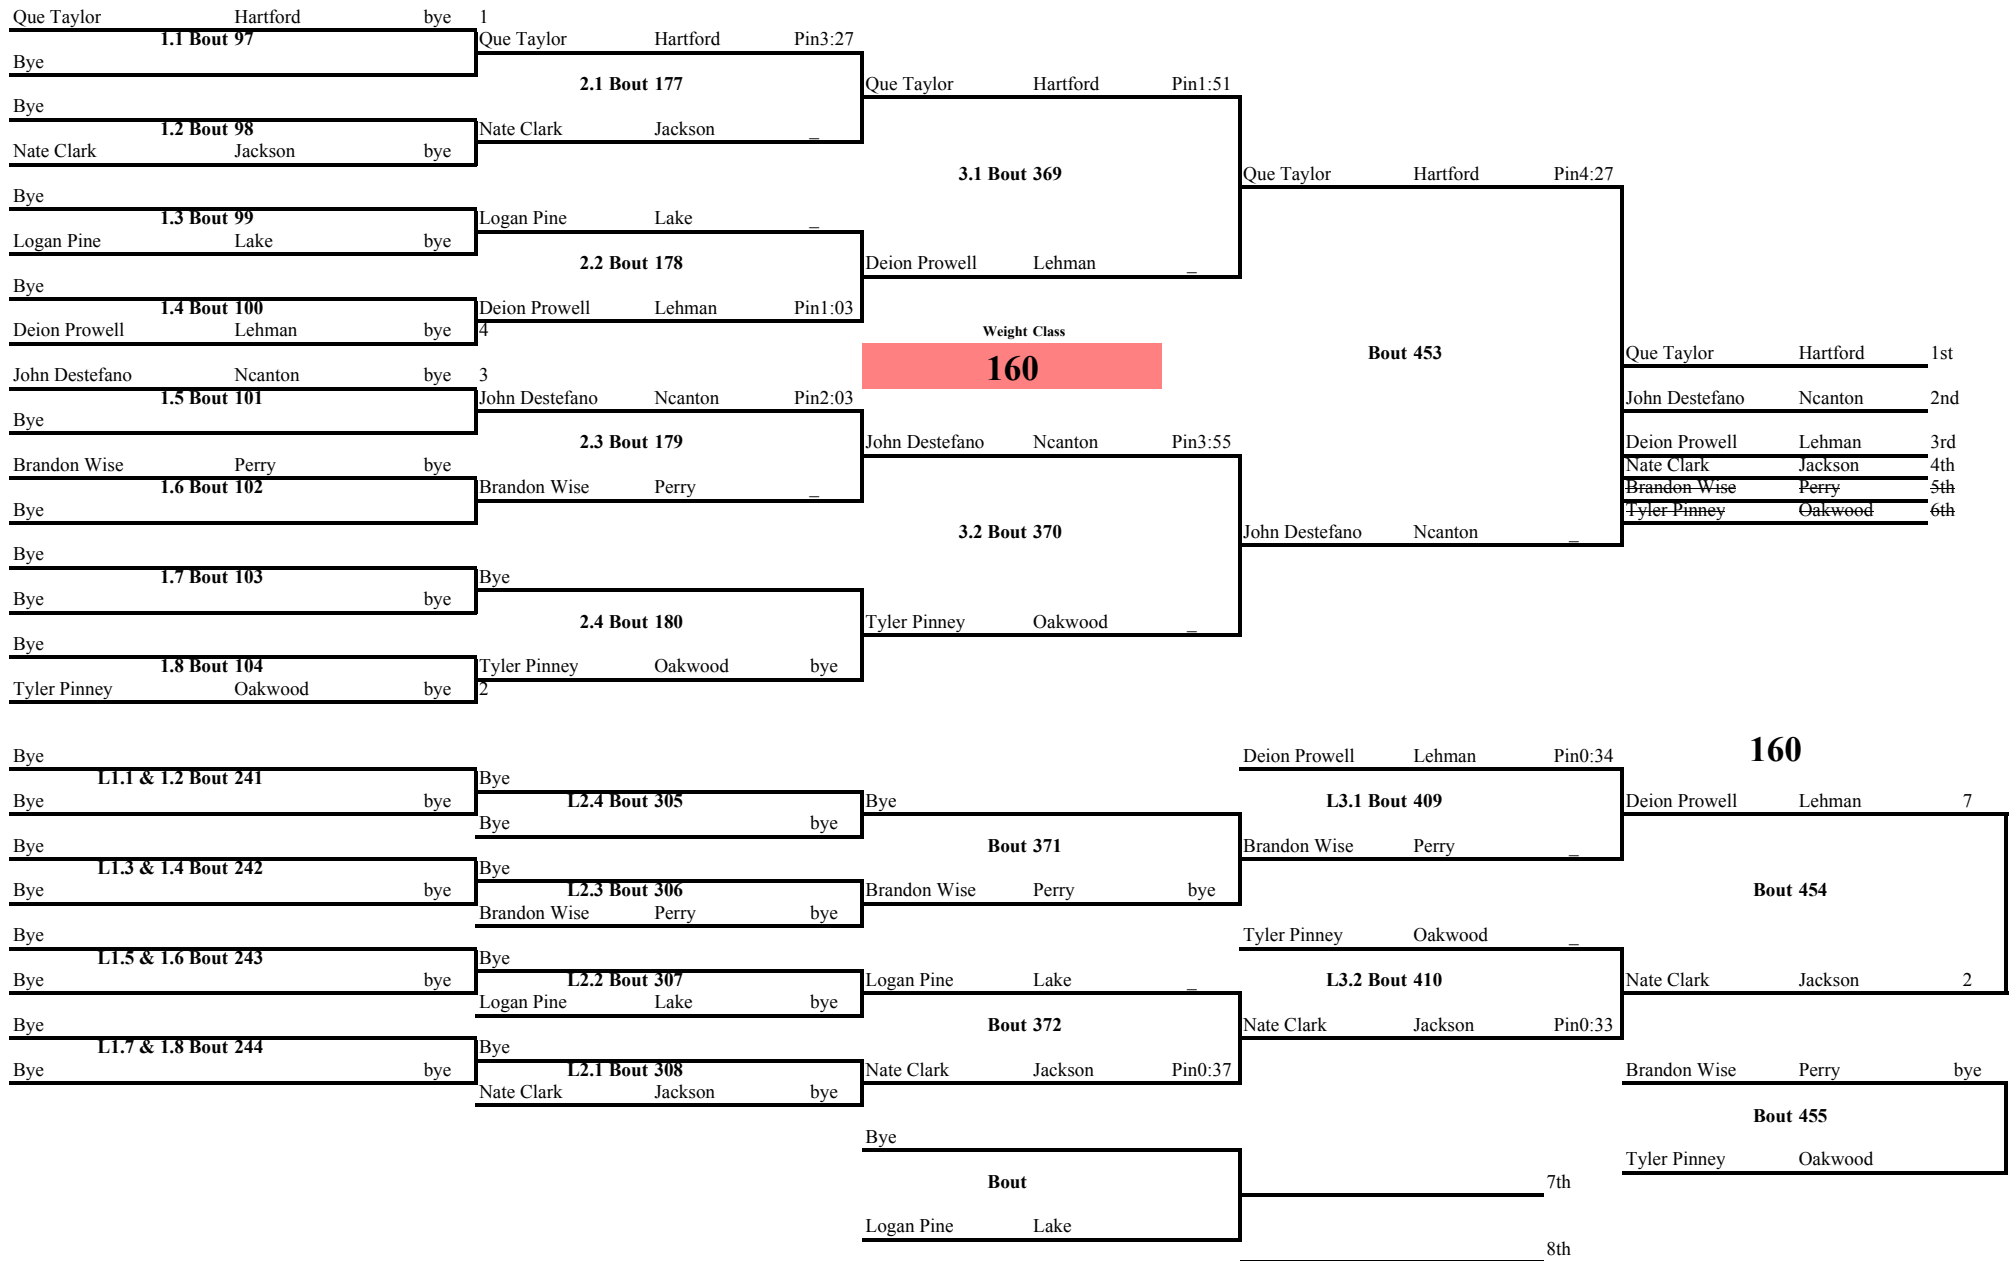 Que Taylor Hartford bye 1
1.1 Bout 97
Que Taylor Hartford Pin3:27
Bye
2.1 Bout 177
Que Taylor Hartford Pin1:51
Bye
1.2 Bout 98
Nate Clark Jackson _
Nate Clark Jackson bye
3.1 Bout 369
Que Taylor Hartford Pin4:27
Bye
1.3 Bout 99
Logan Pine Lake _
Logan Pine Lake bye
2.2 Bout 178
Deion Prowell Lehman _
Bye
1.4 Bout 100
Deion Prowell Lehman Pin1:03
Deion Prowell Lehman bye 4
Weight Class
160
Bout 453
Que Taylor Hartford 1st
John Destefano Ncanton bye 3
1.5 Bout 101
John Destefano Ncanton Pin2:03
John Destefano Ncanton 2nd
Bye
2.3 Bout 179
John Destefano Ncanton Pin3:55
Deion Prowell Lehman 3rd
Brandon Wise Perry bye
Nate Clark Jackson 4th
1.6 Bout 102
Brandon Wise Perry _
Brandon Wise Perry 5th
Bye
Tyler Pinney Oakwood 6th
3.2 Bout 370
John Destefano Ncanton _
Bye
1.7 Bout 103
Bye
Bye bye
2.4 Bout 180
Tyler Pinney Oakwood _
Bye
1.8 Bout 104
Tyler Pinney Oakwood bye
Tyler Pinney Oakwood bye 2
160
Bye
Deion Prowell Lehman Pin0:34
L1.1 & 1.2 Bout 241
Bye
Bye bye
L2.4 Bout 305
Bye
L3.1 Bout 409
Deion Prowell Lehman 7
Bye bye
Bye
Bout 371
Brandon Wise Perry _
L1.3 & 1.4 Bout 242
Bye
Bye bye
L2.3 Bout 306
Brandon Wise Perry bye
Bout 454
Brandon Wise Perry bye
Bye
Tyler Pinney Oakwood _
L1.5 & 1.6 Bout 243
Bye
Bye bye
L2.2 Bout 307
Logan Pine Lake _
L3.2 Bout 410
Nate Clark Jackson 2
Logan Pine Lake bye
Bye
Bout 372
Nate Clark Jackson Pin0:33
L1.7 & 1.8 Bout 244
Bye
Bye bye
L2.1 Bout 308
Nate Clark Jackson Pin0:37
Brandon Wise Perry bye
Nate Clark Jackson bye
Bout 455
Bye
Tyler Pinney Oakwood
Bout
7th
Logan Pine Lake
8th